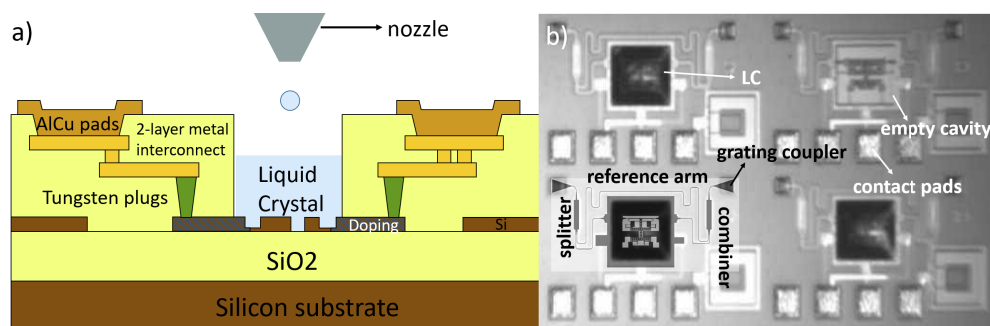 a)
nozzle
AlCu pads
2-layer metal
interconnect
Tungsten plugs
Liquid
Crystal
Doping
Si
SiO2
Silicon substrate
b)
LC
empty cavity
grating coupler
reference arm
contact pads
splitter
combiner